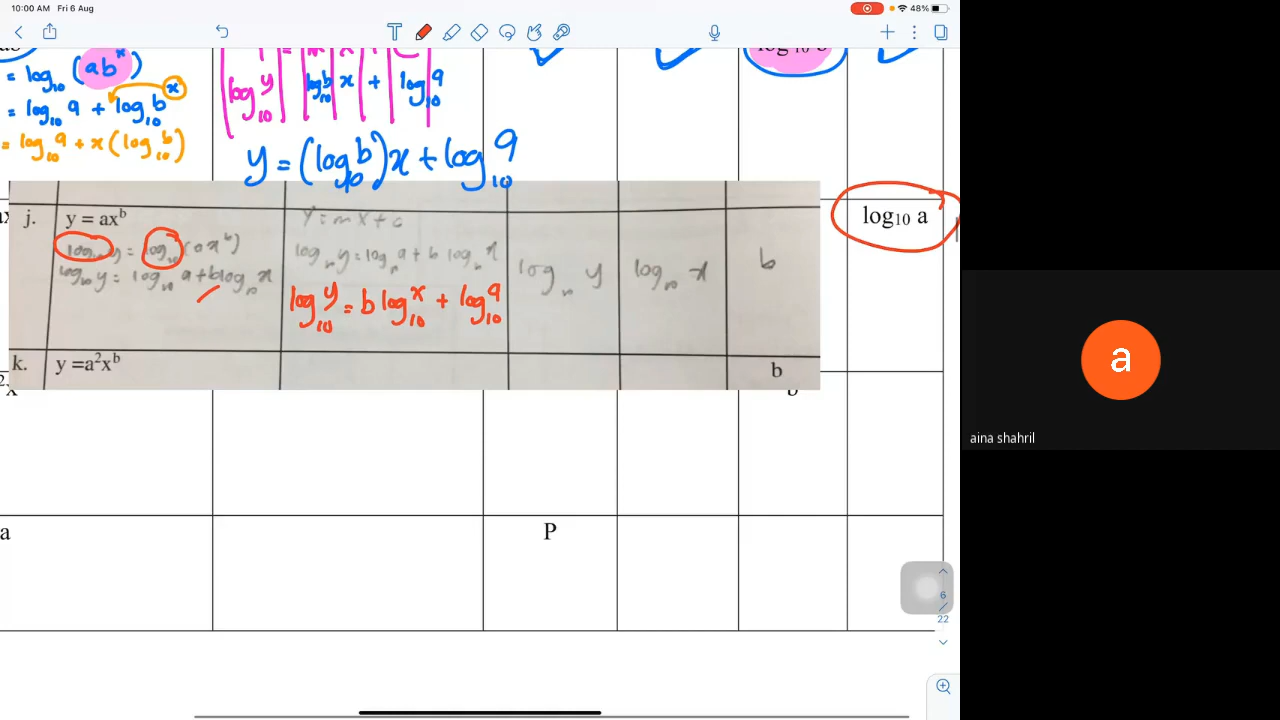 10:00 AM Fri 6 Aug
48%
= log₁₀ (abˣ)
= log₁₀ a + log₁₀ bˣ
= log₁₀ a + x(log₁₀ b)
log₁₀ y log₁₀ b x + log₁₀ a
y = (log₁₀ b)x + log₁₀ a
j. y = axᵇ
log₁₀ y = log₁₀ (axᵇ)
log₁₀ y = log₁₀ a + b log₁₀ x
Y = mX + c
log₁₀ y = log₁₀ a + b log₁₀ x
log₁₀ y = b log₁₀ x + log₁₀ a
log₁₀ y
log₁₀ x
b
log₁₀ a
k. y =a²xᵇ
b
a
P
6
/
22
a
aina shahril